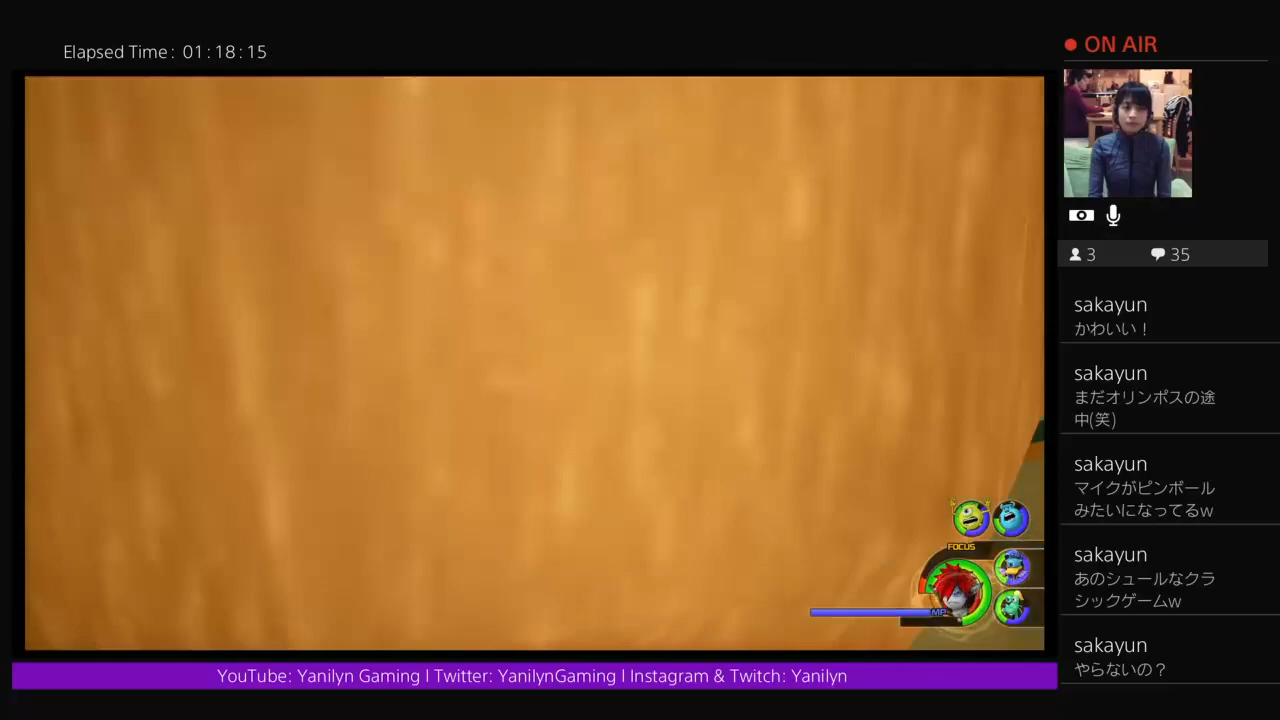 Elapsed Time: 01:18:15
ON AIR
3 35
sakayun
かわいい！
sakayun
まだオリンポスの途
中(笑)
sakayun
マイクがピンボール
みたいになってるw
sakayun
あのシュールなクラ
シックゲームw
sakayun
やらないの？
FOCUS
MP
YouTube: Yanilyn Gaming l Twitter: YanilynGaming l Instagram & Twitch: Yanilyn